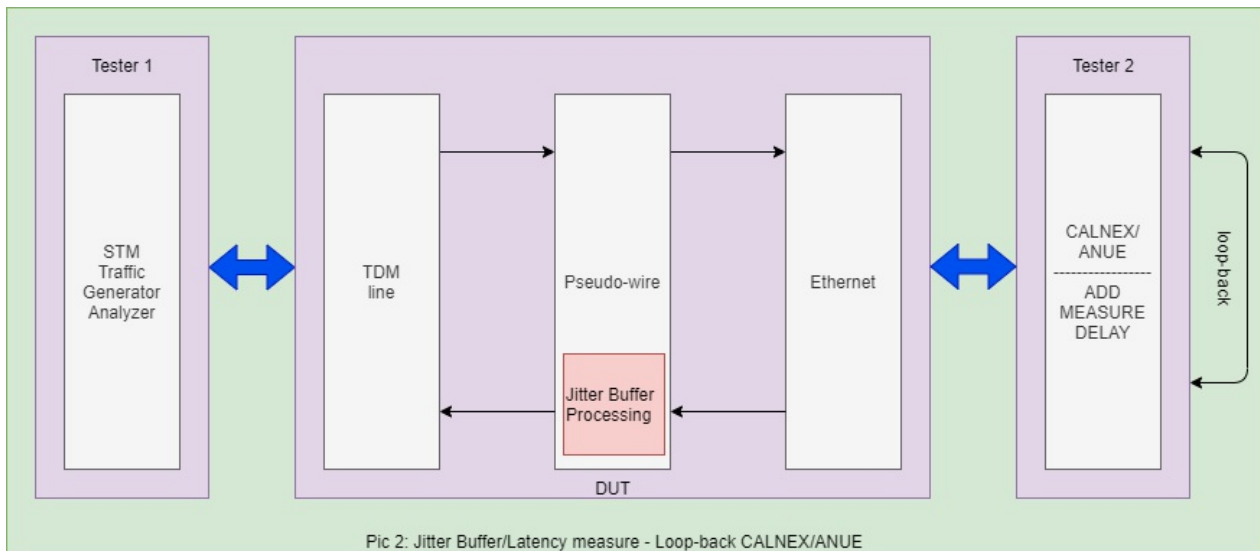 Tester 1
STM
Traffic
Generator
Analyzer
TDM
line
Pseudo-wire
Jitter Buffer
Processing
Ethernet
DUT
Tester 2
CALNEX/
ANUE
------------------
ADD
MEASURE
DELAY
loop-back
Pic 2: Jitter Buffer/Latency measure - Loop-back CALNEX/ANUE